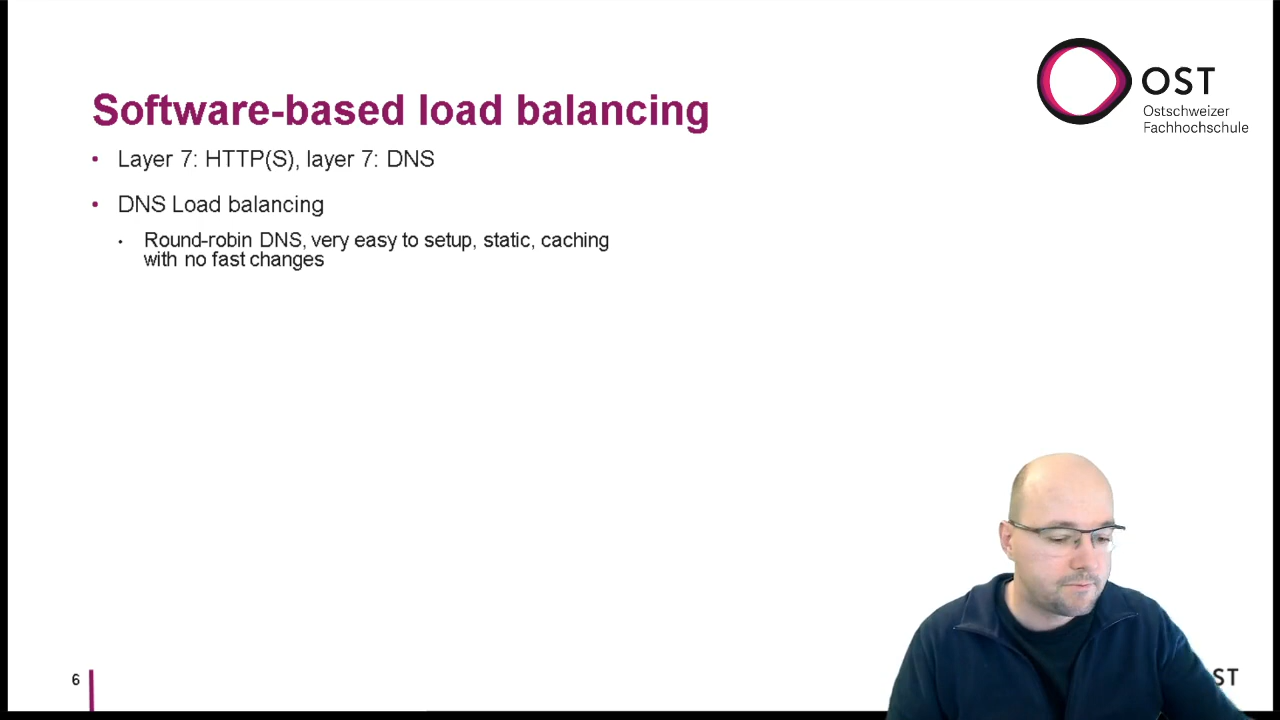 OST
Ostschweizer
Fachhochschule
Software-based load balancing
• Layer 7: HTTP(S), layer 7: DNS
• DNS Load balancing
• Round-robin DNS, very easy to setup, static, caching
with no fast changes
6
ST